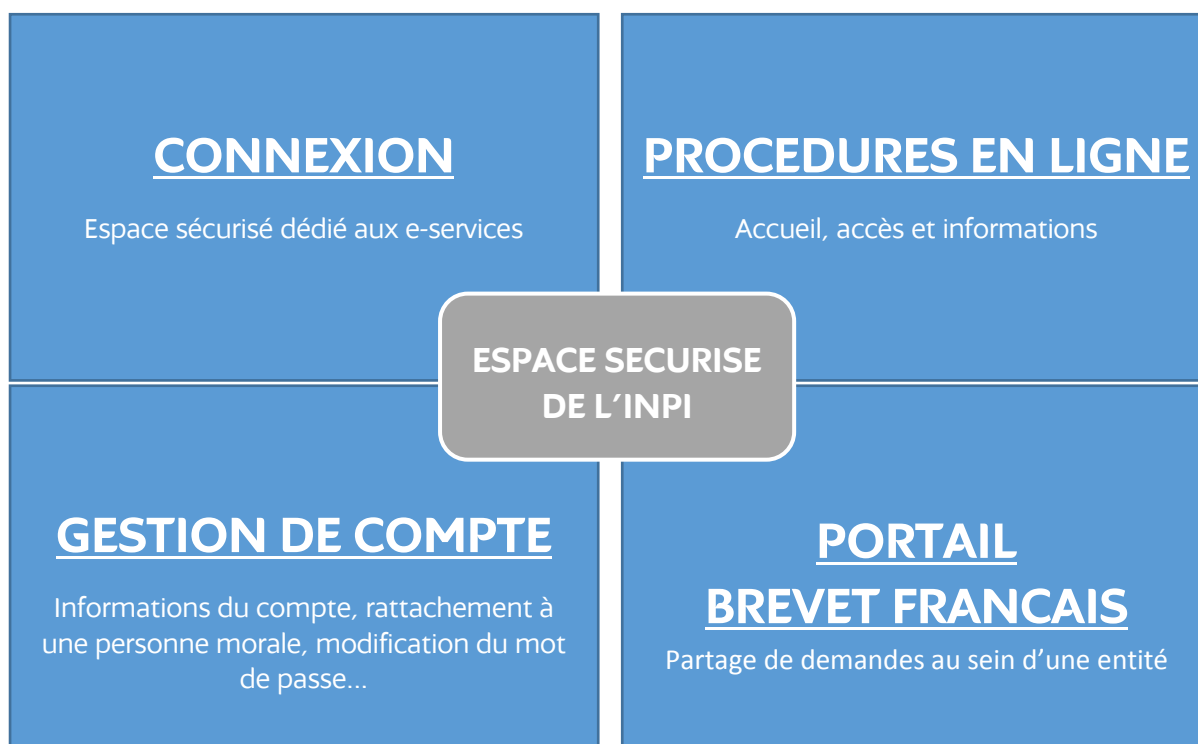 CONNEXION
Espace sécurisé dédié aux e-services
PROCEDURES EN LIGNE
Accueil, accès et informations
ESPACE SECURISE
DE L'INPI
GESTION DE COMPTE
Informations du compte, rattachement à
une personne morale, modification du mot
de passe...
PORTAIL
BREVET FRANCAIS
Partage de demandes au sein d'une entité